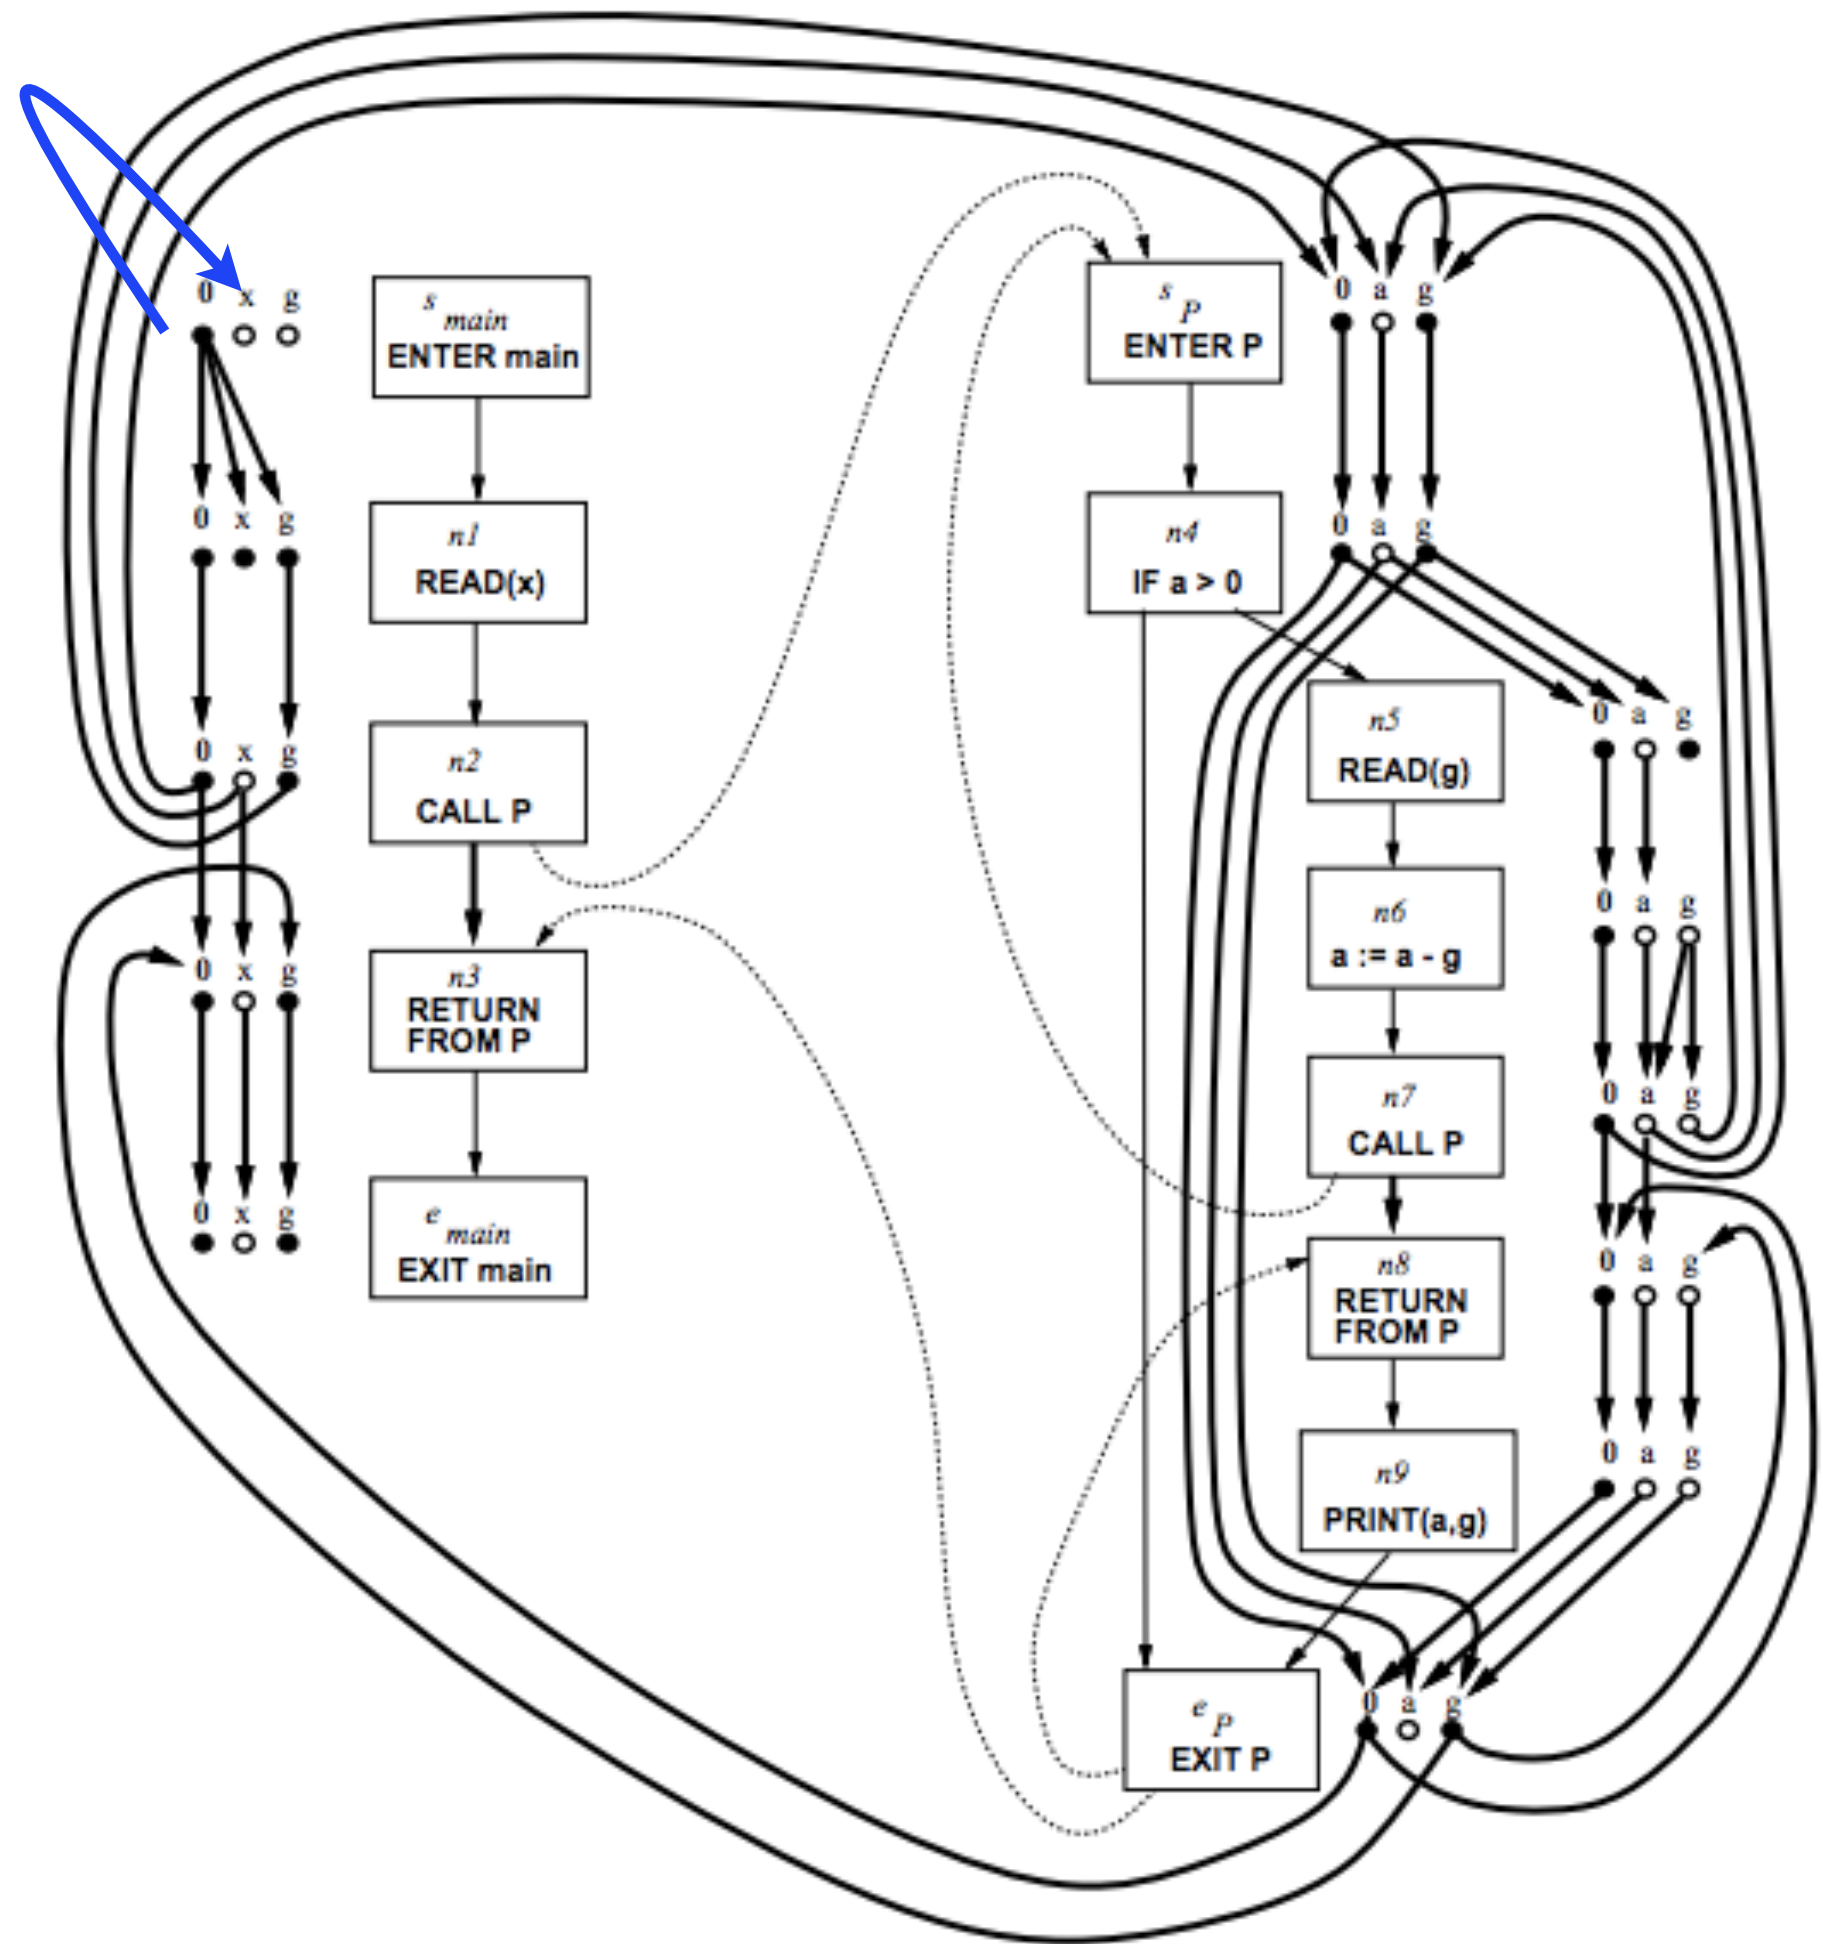 0 x g
s main
ENTER main
0 x g
n1
READ(x)
0 x g
n2
CALL P
0 x g
n3
RETURN
FROM P
0 x g
e main
EXIT main
s P
ENTER P
0 a g
n4
IF a > 0
0 a g
n5
READ(g)
0 a g
n6
a := a - g
0 a g
n7
CALL P
0 a g
n8
RETURN
FROM P
0 a g
n9
PRINT(a,g)
0 a g
e P
EXIT P
0 a g